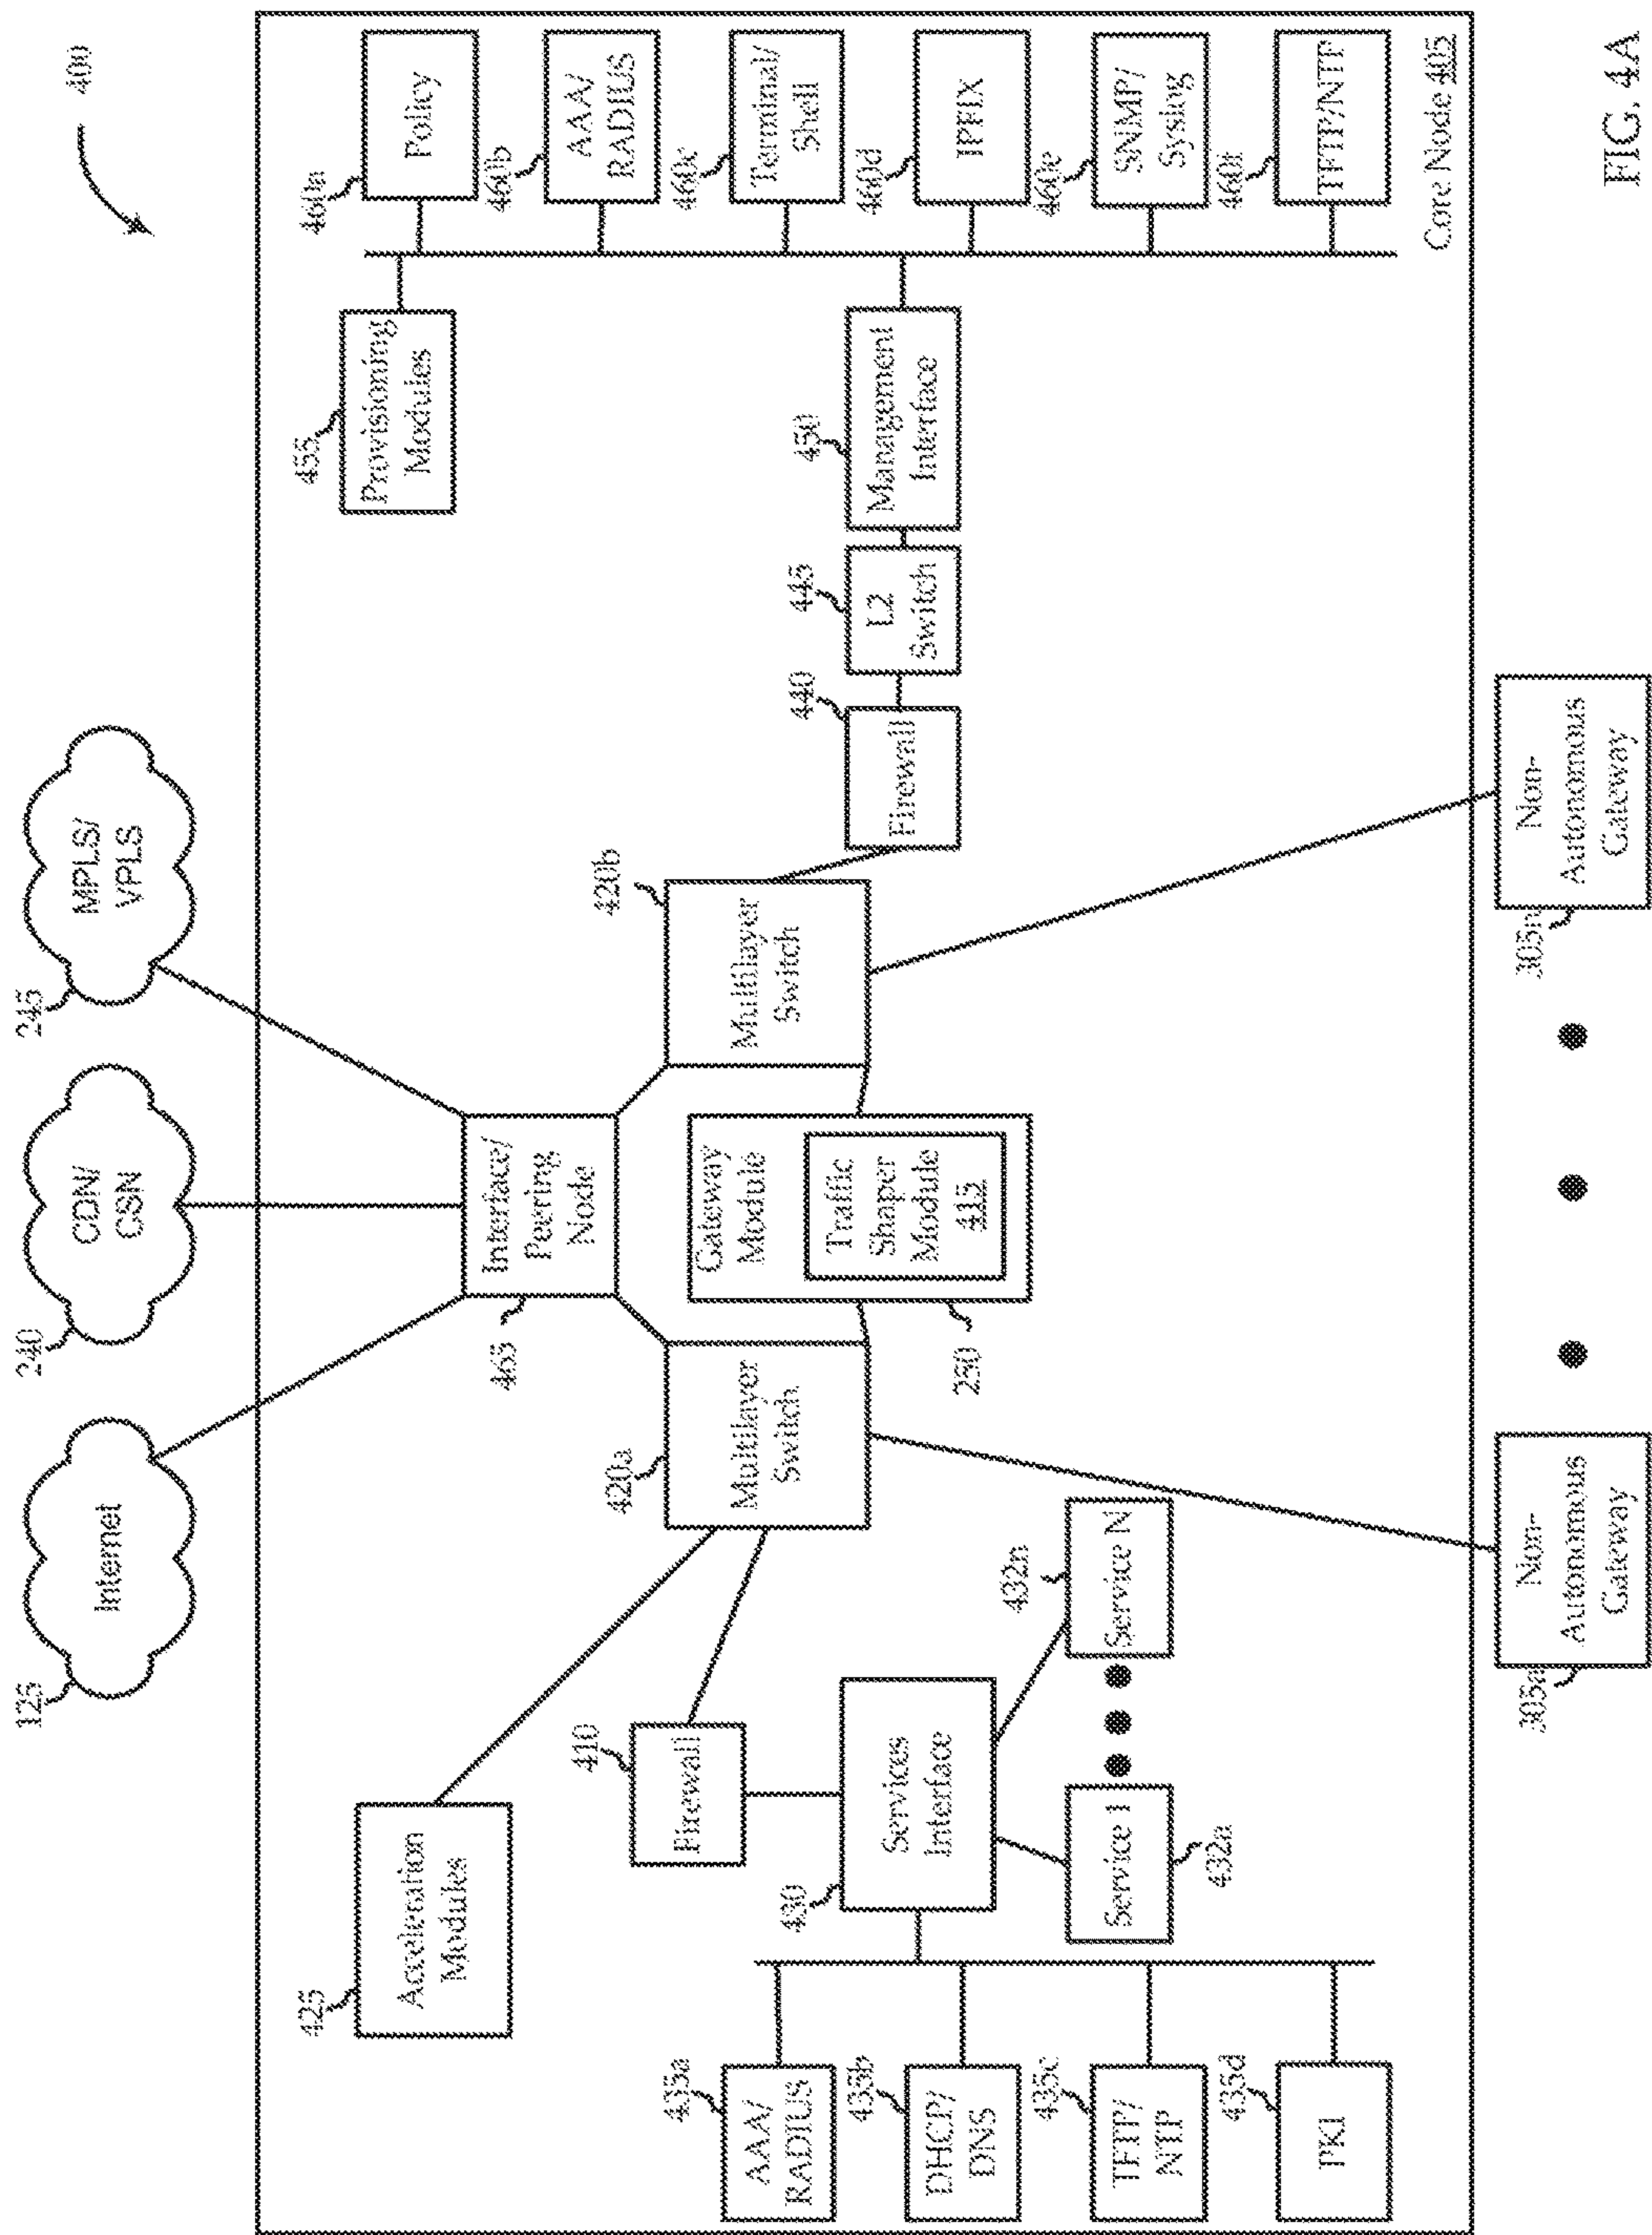 400
125
Internet
240
CDN/
CSN
245
MPLS/
VPLS
465
Interface/
Peering
Node
425
Acceleration
Modules
455
Provisioning
Modules
460a
Policy
460b
AAA/
RADIUS
460c
Terminal/
Shell
460d
IPFIX
460e
SNMP/
Syslog
460f
TFTP/NTP
410
Firewall
420a
Multilayer
Switch
Gateway
Module
Traffic
Shaper
Module
415
250
420b
Multilayer
Switch
440
Firewall
445
L2
Switch
450
Management
Interface
430
Services
Interface
432a
Service 1
432n
Service N
435a
AAA/
RADIUS
435b
DHCP/
DNS
435c
TFTP/
NTP
435d
PKI
Core Node 405
305a
Non-
Autonomous
Gateway
305n
Non-
Autonomous
Gateway
FIG. 4A